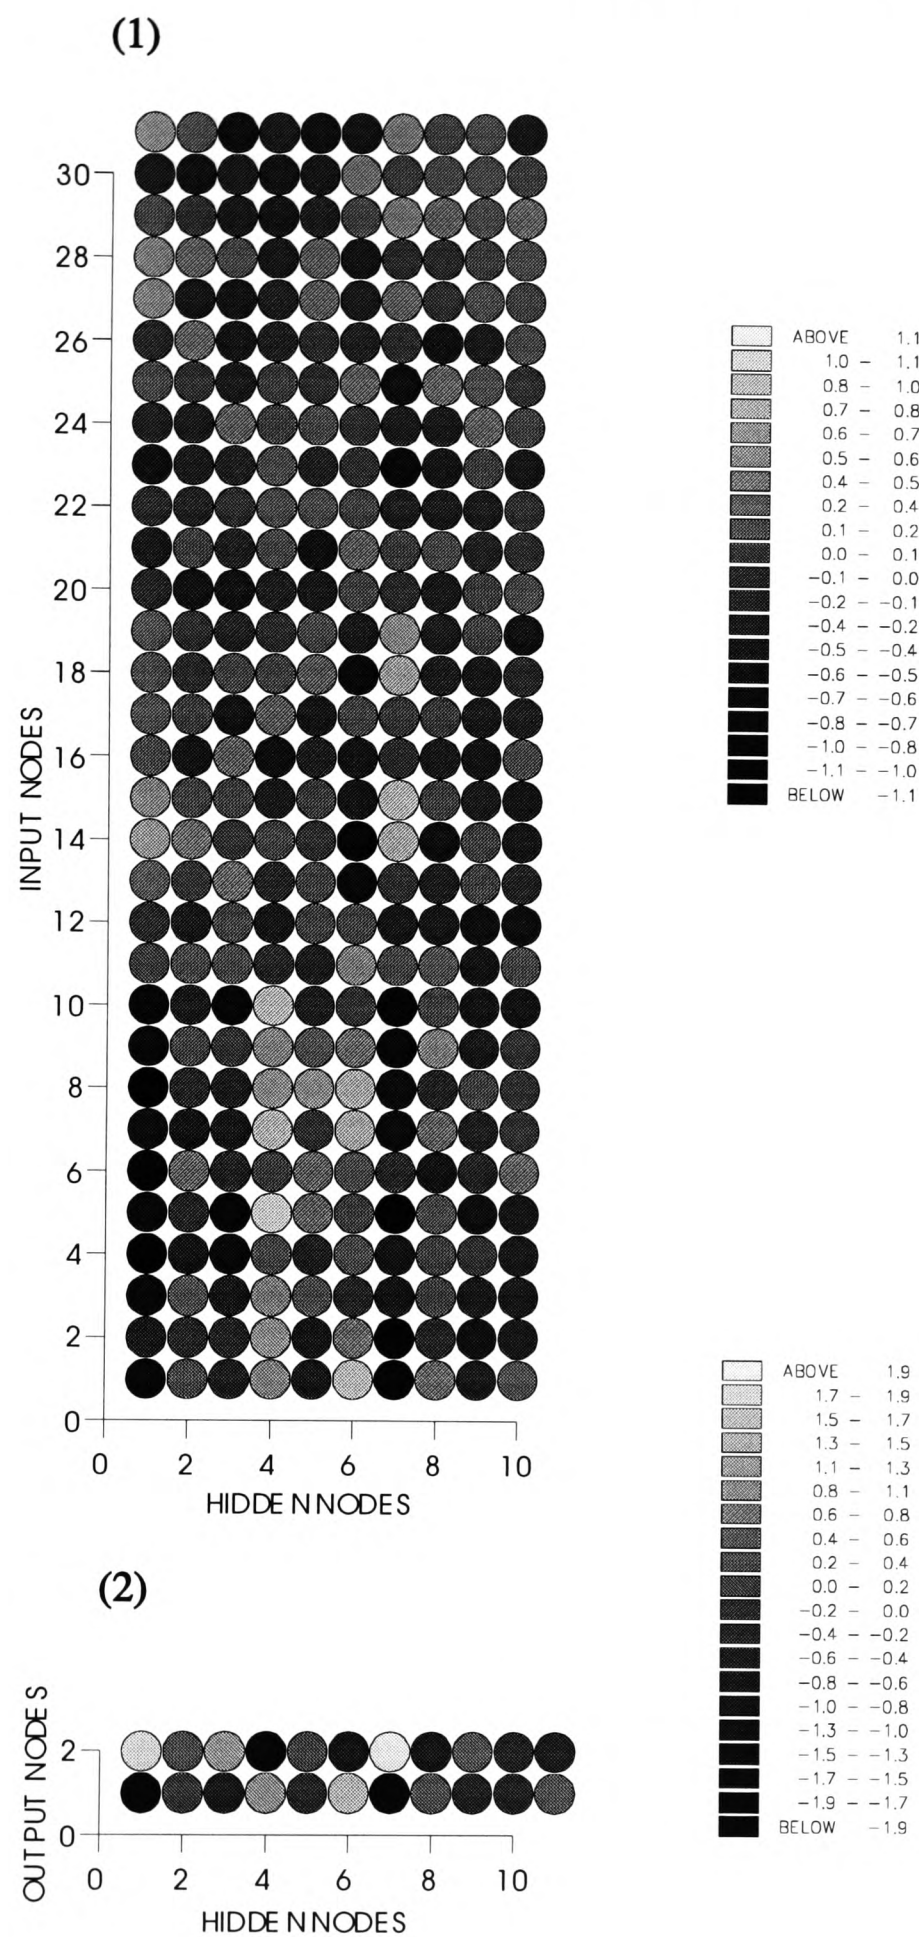 (1)
30
28
26
24
22
20
18
16
14
12
10
8
6
4
2
0
INPUT NODES
0 2 4 6 8 10
HIDDEN NODES
ABOVE 1.1
1.0 – 1.1
0.8 – 1.0
0.7 – 0.8
0.6 – 0.7
0.5 – 0.6
0.4 – 0.5
0.2 – 0.4
0.1 – 0.2
0.0 – 0.1
-0.1 – 0.0
-0.2 – -0.1
-0.4 – -0.2
-0.5 – -0.4
-0.6 – -0.5
-0.7 – -0.6
-0.8 – -0.7
-1.0 – -0.8
-1.1 – -1.0
BELOW -1.1
(2)
2
0
OUTPUT NODES
0 2 4 6 8 10
HIDDEN NODES
ABOVE 1.9
1.7 – 1.9
1.5 – 1.7
1.3 – 1.5
1.1 – 1.3
0.8 – 1.1
0.6 – 0.8
0.4 – 0.6
0.2 – 0.4
0.0 – 0.2
-0.2 – 0.0
-0.4 – -0.2
-0.6 – -0.4
-0.8 – -0.6
-1.0 – -0.8
-1.3 – -1.0
-1.5 – -1.3
-1.7 – -1.5
-1.9 – -1.7
BELOW -1.9